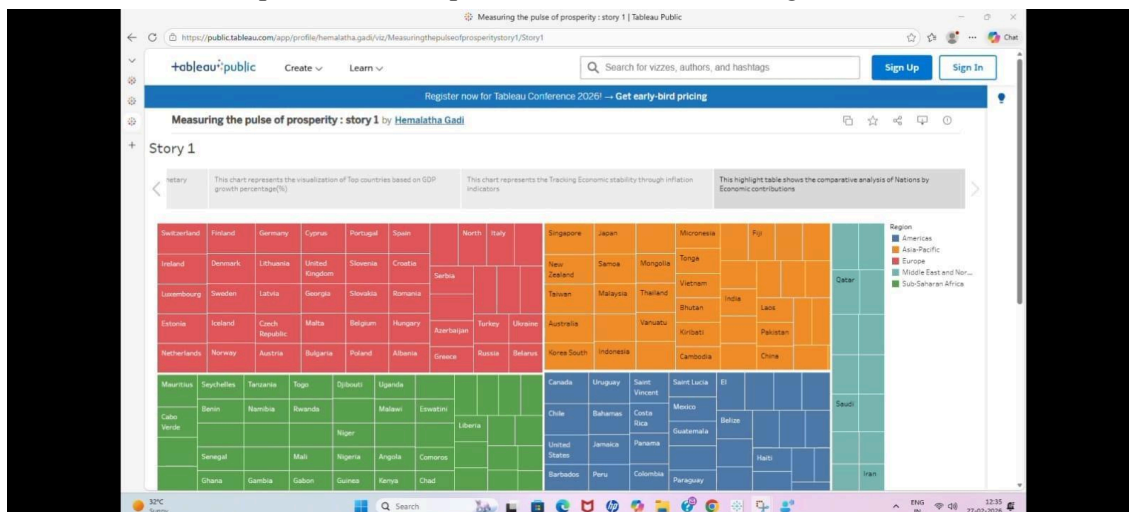 Measuring the pulse of prosperity : story 1 | Tableau Public
https://public.tableau.com/app/profile/hemalatha.gadi/viz/Measuringthepulseofprosperitystory1/Story1
Chat
+ableau public
Create
Learn
Search for vizzes, authors, and hashtags
Sign Up
Sign In
Register now for Tableau Conference 2026! → Get early-bird pricing
Measuring the pulse of prosperity : story 1 by Hemalatha Gadi
Story 1
This chart represents the visualization of Top countries based on GDP
growth percentage(%)
This chart represents the Tracking Economic stability through inflation
indicators
This highlight table shows the comparative analysis of Nations by
Economic contributions
Switzerland Finland Germany Cyprus Portugal Spain North Italy
Ireland Denmark Lithuania United Kingdom Slovenia Croatia Serbia
Luxembourg Sweden Latvia Georgia Slovakia Romania
Estonia Iceland Czech Republic Malta Belgium Hungary Azerbaijan Turkey Ukraine
Netherlands Norway Austria Bulgaria Poland Albania Greece Russia Belarus
Singapore Japan Micronesia Fiji
New Zealand Samoa Mongolia Tonga
Taiwan Malaysia Thailand Vietnam India
Bhutan Laos
Australia Vanuatu Kiribati Pakistan
Korea South Indonesia Cambodia China
Mauritius Seychelles Tanzania Togo Djibouti Uganda
Cabo Verde Benin Namibia Rwanda Malawi Eswatini
Niger Liberia
Senegal Mali Nigeria Angola Comoros
Ghana Gambia Gabon Guinea Kenya Chad
Canada Uruguay Saint Vincent Saint Lucia El
Chile Bahamas Costa Rica Mexico Belize
Guatemala
United States Jamaica Panama Haiti
Barbados Peru Colombia Paraguay
Qatar
Saudi
Iran
Region
Americas
Asia-Pacific
Europe
Middle East and Nor...
Sub-Saharan Africa
32°C
Sunny
Search
ENG
IN
12:35
27-02-2026